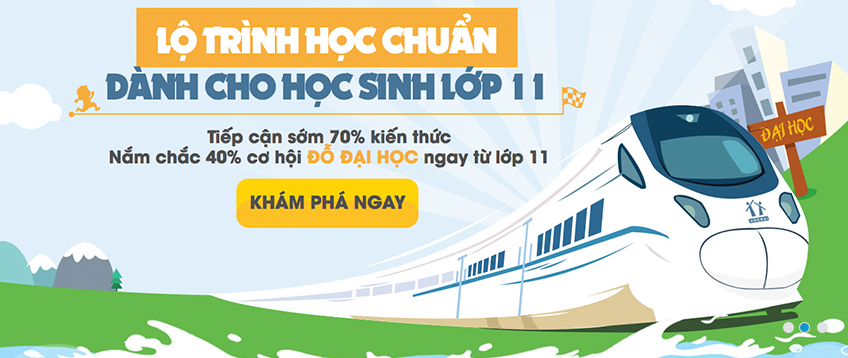 LỘ TRÌNH HỌC CHUẨN
DÀNH CHO HỌC SINH LỚP 11
Tiếp cận sớm 70% kiến thức
Nắm chắc 40% cơ hội ĐỖ ĐẠI HỌC ngay từ lớp 11
KHÁM PHÁ NGAY
ĐẠI HỌC
HOCMAI